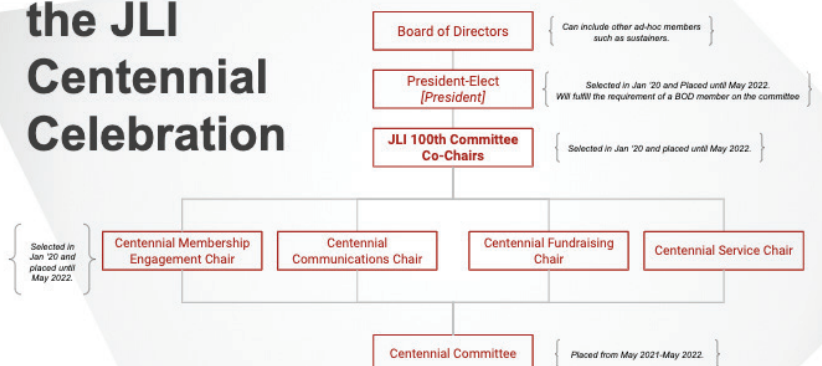 the JLI
Centennial
Celebration
Board of Directors
Can include other ad-hoc members
such as sustainers.
President-Elect
[President]
Selected in Jan '20 and Placed until May 2022.
Will fulfill the requirement of a BOD member on the committee
JLI 100th Committee
Co-Chairs
Selected in Jan '20 and placed until May 2022.
Selected in
Jan '20 and
placed until
May 2022.
Centennial Membership
Engagement Chair
Centennial
Communications Chair
Centennial Fundraising
Chair
Centennial Service Chair
Centennial Committee
Placed from May 2021-May 2022.